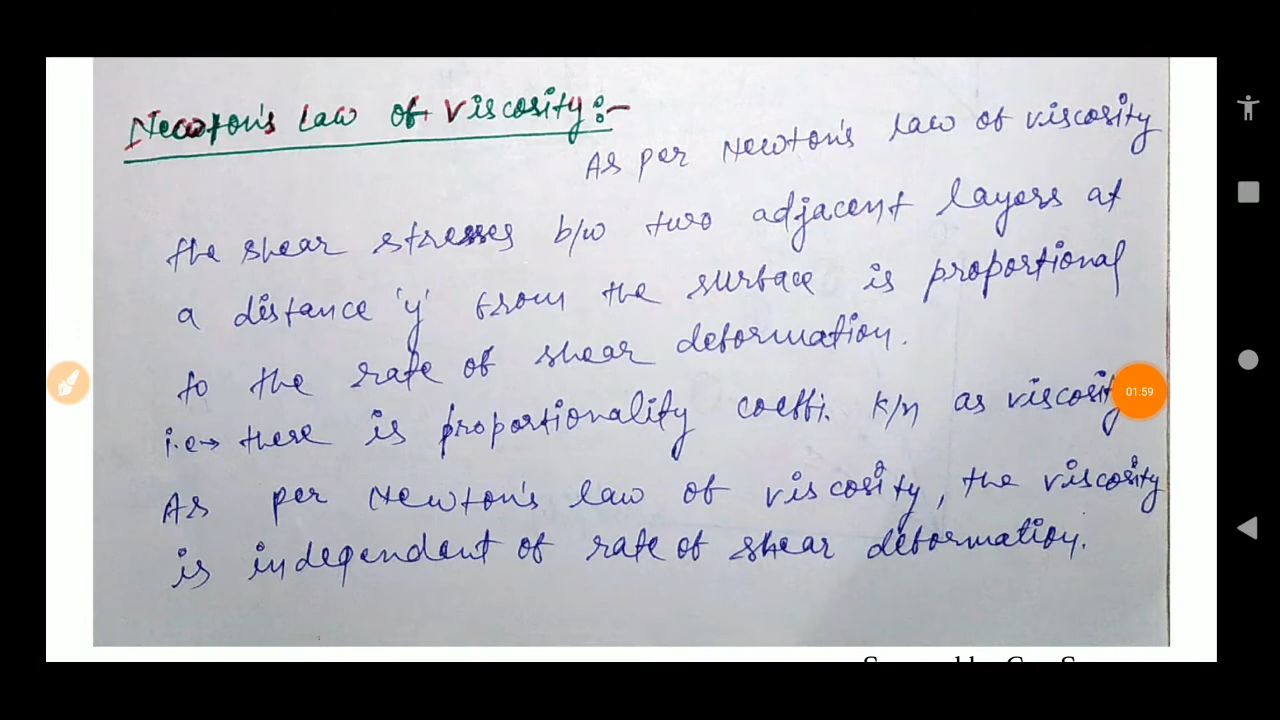 Newton's Law of Viscosity:-
As per Newton's law of viscosity
the shear stresses b/w two adjacent layers at
a distance 'y' from the surface is proportional
to the rate of shear deformation.
i.e→ there is proportionality coeffi. k/n as viscosity
As per Newton's law of viscosity, the viscosity
is independent of rate of shear deformation.
01:59